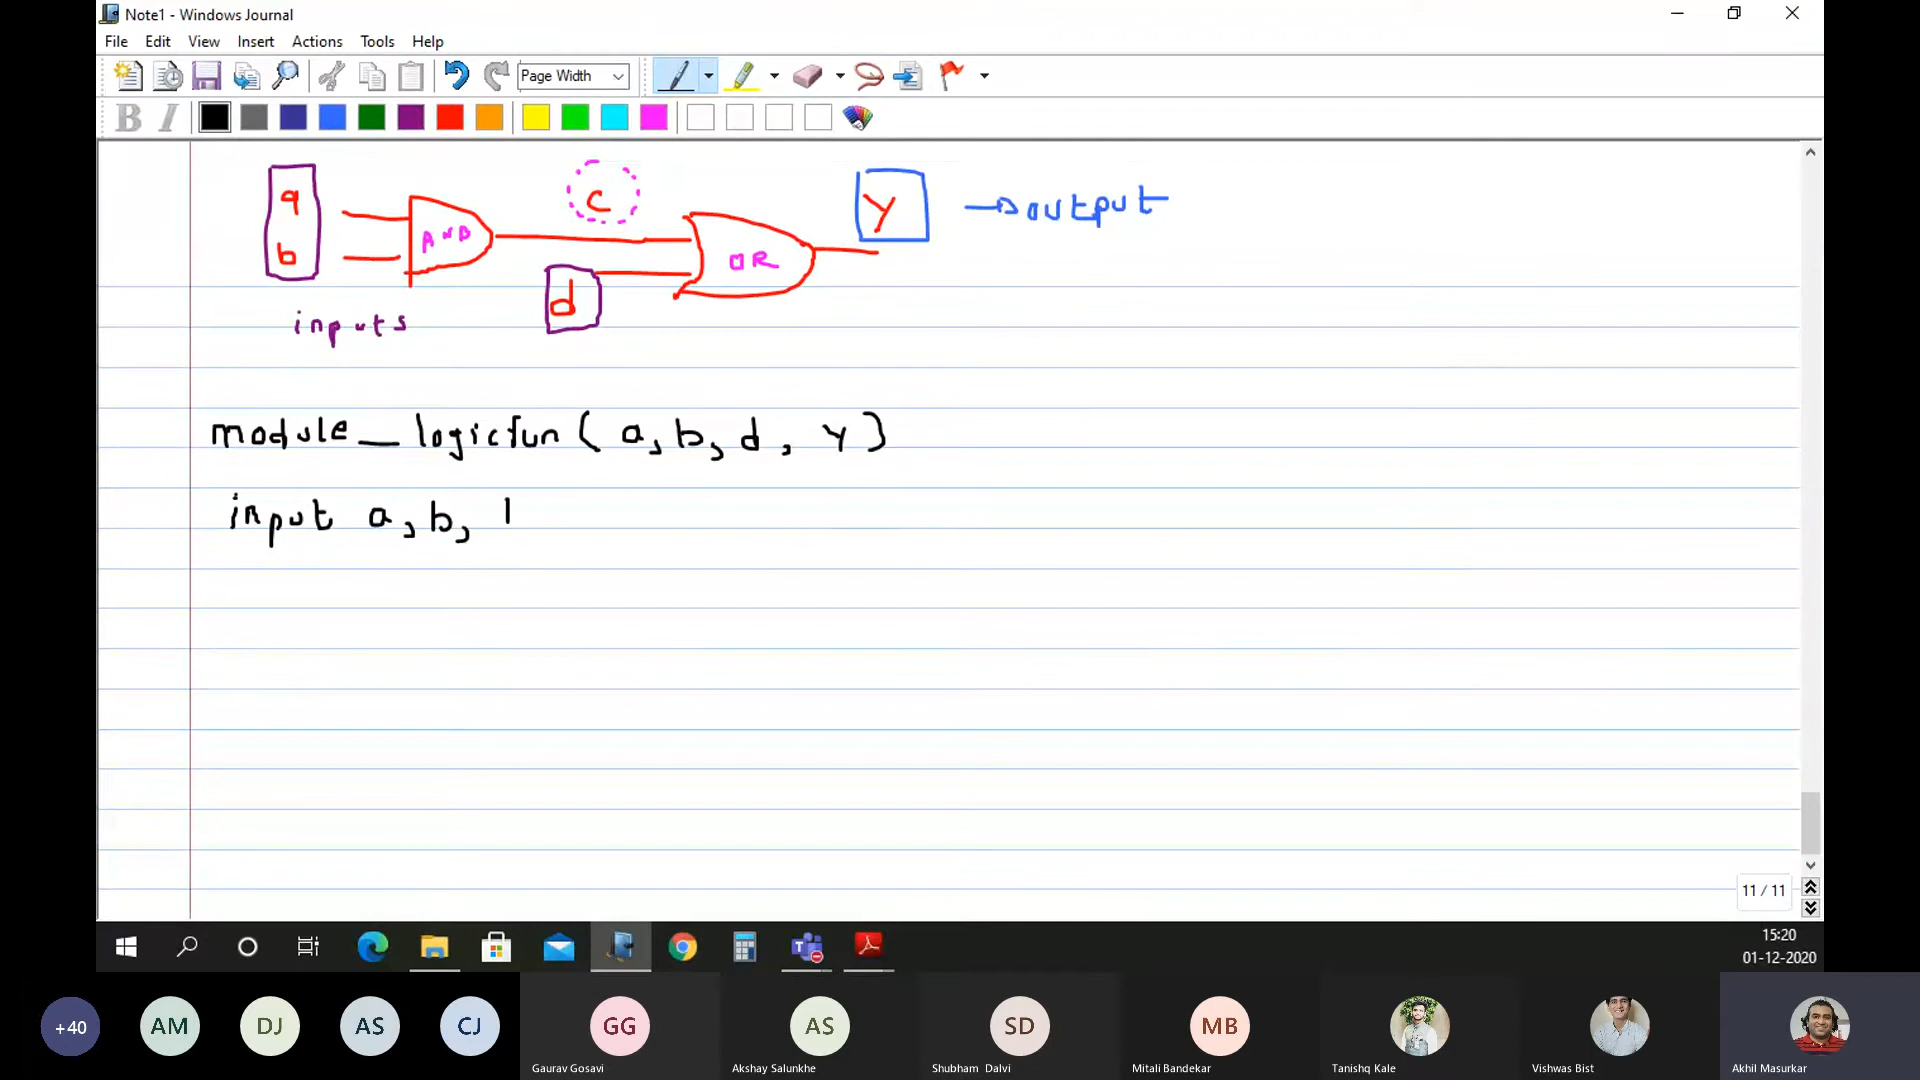 Note1 - Windows Journal
File Edit View Insert Actions Tools Help
Page Width
B I
a
b
AND
c
d
OR
y
output
inputs
module_logicfun ( a, b, d, y )
input a, b,
11 / 11
15:20
01-12-2020
+40 AM DJ AS CJ GG AS SD MB
Gaurav Gosavi Akshay Salunkhe Shubham Dalvi Mitali Bandekar Tanishq Kale Vishwas Bist Akhil Masurkar